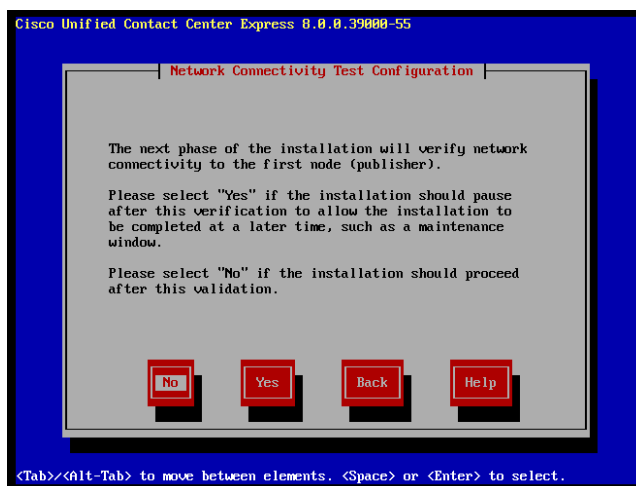 Cisco Unified Contact Center Express 8.0.0.39000-55
Network Connectivity Test Configuration
The next phase of the installation will verify network
connectivity to the first node (publisher).
Please select "Yes" if the installation should pause
after this verification to allow the installation to
be completed at a later time, such as a maintenance
window.
Please select "No" if the installation should proceed
after this validation.
No Yes Back Help
<Tab>/<Alt-Tab> to move between elements. <Space> or <Enter> to select.